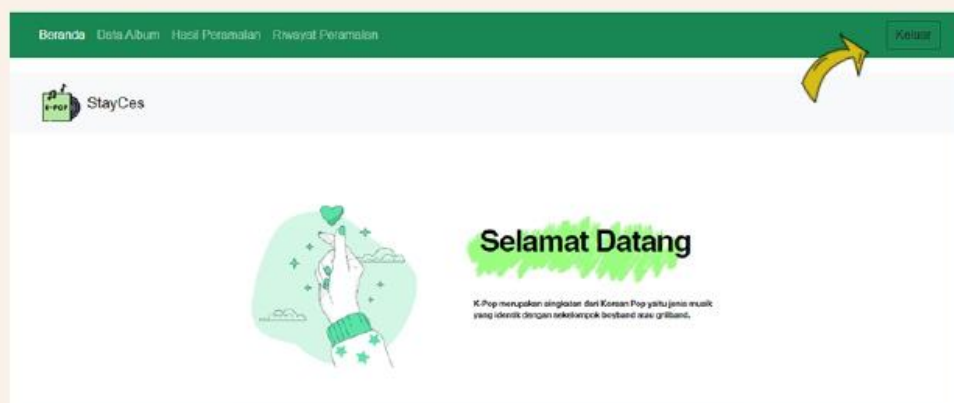 Beranda Data Album Hasil Peramalan Riwayat Peramalan Keluar
K-POP StayCes
Selamat Datang
K-Pop merupakan singkatan dari Korean Pop yaitu jenis musik
yang identik dengan sekelompok boyband atau grilband.